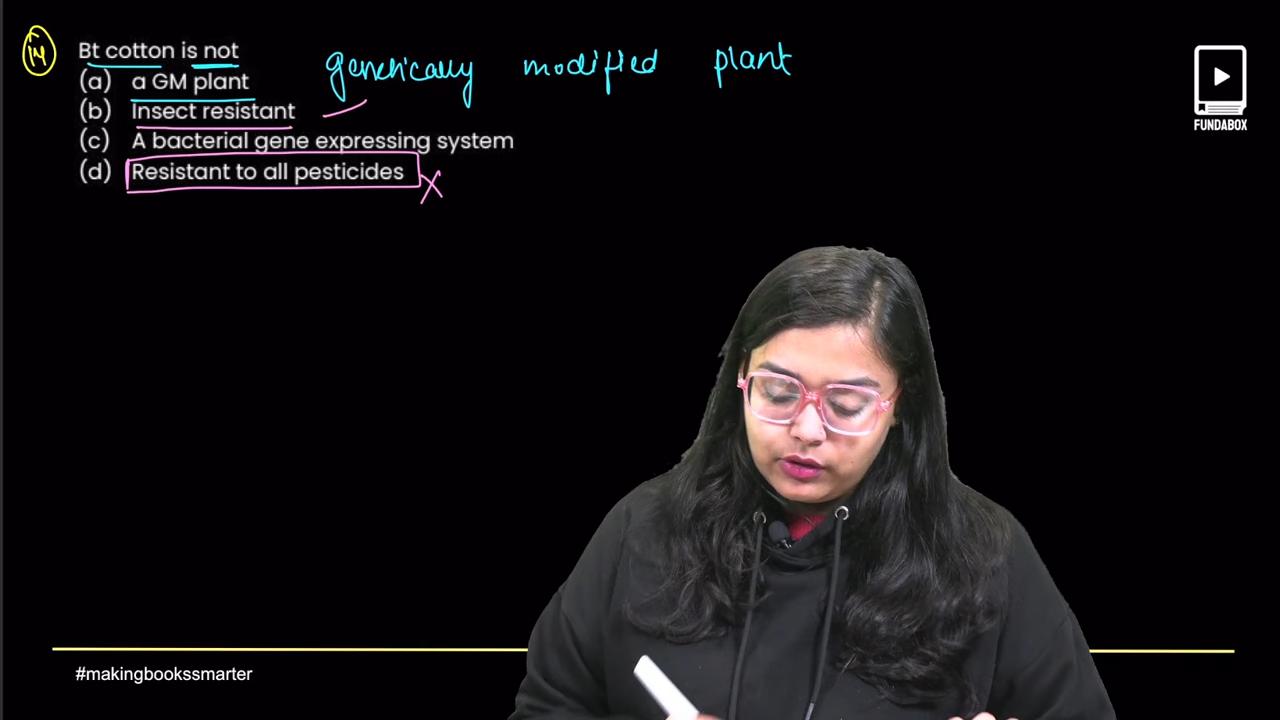 14
Bt cotton is not
(a) a GM plant
genetically modified plant
(b) Insect resistant
(c) A bacterial gene expressing system
(d) Resistant to all pesticides
FUNDABOX
#makingbookssmarter